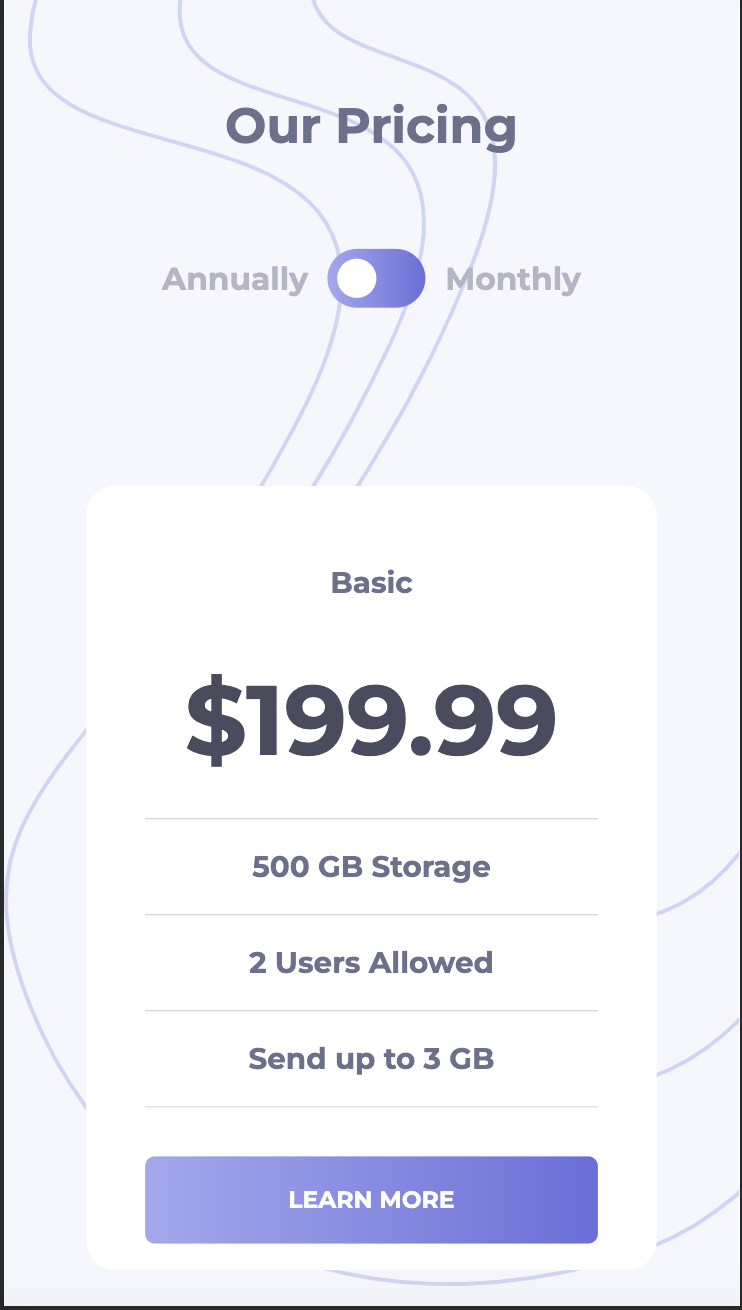 Our Pricing
Annually Monthly
Basic
$199.99
500 GB Storage
2 Users Allowed
Send up to 3 GB
LEARN MORE